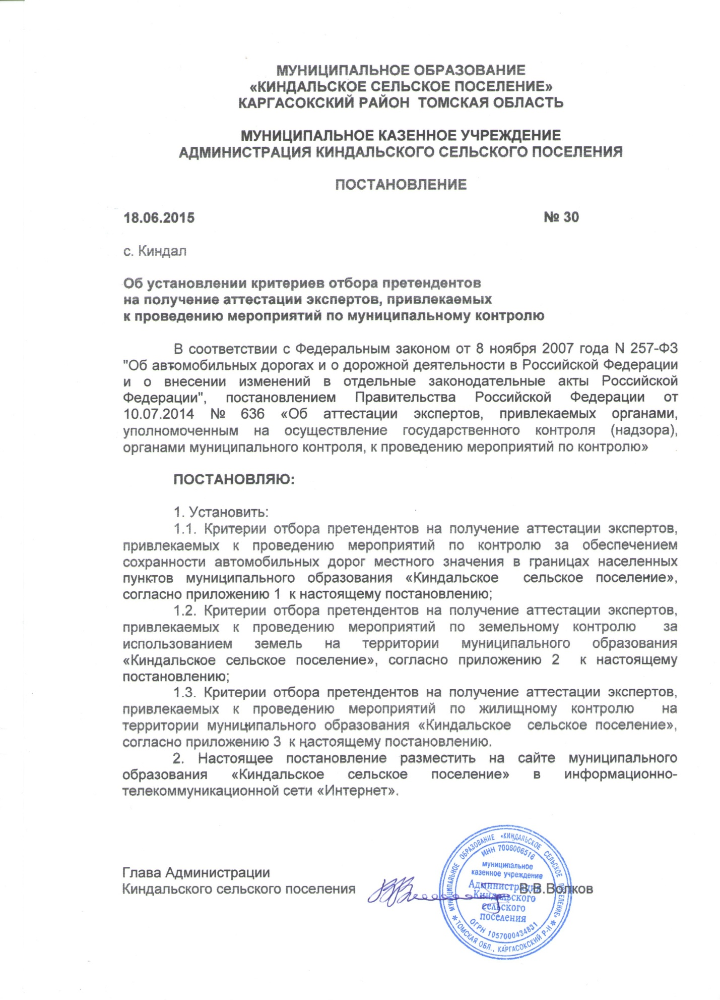 МУНИЦИПАЛЬНОЕ ОБРАЗОВАНИЕ
«КИНДАЛЬСКОЕ СЕЛЬСКОЕ ПОСЕЛЕНИЕ»
КАРГАСОКСКИЙ РАЙОН ТОМСКАЯ ОБЛАСТЬ
МУНИЦИПАЛЬНОЕ КАЗЕННОЕ УЧРЕЖДЕНИЕ
АДМИНИСТРАЦИЯ КИНДАЛЬСКОГО СЕЛЬСКОГО ПОСЕЛЕНИЯ
ПОСТАНОВЛЕНИЕ
18.06.2015 № 30
с. Киндал
Об установлении критериев отбора претендентов
на получение аттестации экспертов, привлекаемых
к проведению мероприятий по муниципальному контролю
В соответствии с Федеральным законом от 8 ноября 2007 года N 257-ФЗ
"Об автомобильных дорогах и о дорожной деятельности в Российской Федерации
и о внесении изменений в отдельные законодательные акты Российской
Федерации", постановлением Правительства Российской Федерации от
10.07.2014 № 636 «Об аттестации экспертов, привлекаемых органами,
уполномоченным на осуществление государственного контроля (надзора),
органами муниципального контроля, к проведению мероприятий по контролю»
ПОСТАНОВЛЯЮ:
1. Установить:
1.1. Критерии отбора претендентов на получение аттестации экспертов,
привлекаемых к проведению мероприятий по контролю за обеспечением
сохранности автомобильных дорог местного значения в границах населенных
пунктов муниципального образования «Киндальское сельское поселение»,
согласно приложению 1 к настоящему постановлению;
1.2. Критерии отбора претендентов на получение аттестации экспертов,
привлекаемых к проведению мероприятий по земельному контролю за
использованием земель на территории муниципального образования
«Киндальское сельское поселение», согласно приложению 2 к настоящему
постановлению;
1.3. Критерии отбора претендентов на получение аттестации экспертов,
привлекаемых к проведению мероприятий по жилищному контролю на
территории муниципального образования «Киндальское сельское поселение»,
согласно приложению 3 к настоящему постановлению.
2. Настоящее постановление разместить на сайте муниципального
образования «Киндальское сельское поселение» в информационно-
телекоммуникационной сети «Интернет».
Глава Администрации
Киндальского сельского поселения В.В.Волков
МУНИЦИПАЛЬНОЕ ОБРАЗОВАНИЕ «КИНДАЛЬСКОЕ СЕЛЬСКОЕ ПОСЕЛЕНИЕ»
* ТОМСКАЯ ОБЛ., КАРГАСОКСКИЙ Р-Н *
ИНН 7006006516
муниципальное
казенное учреждение
Администрация
Киндальского
сельского
поселения
ОГРН 1057000434831